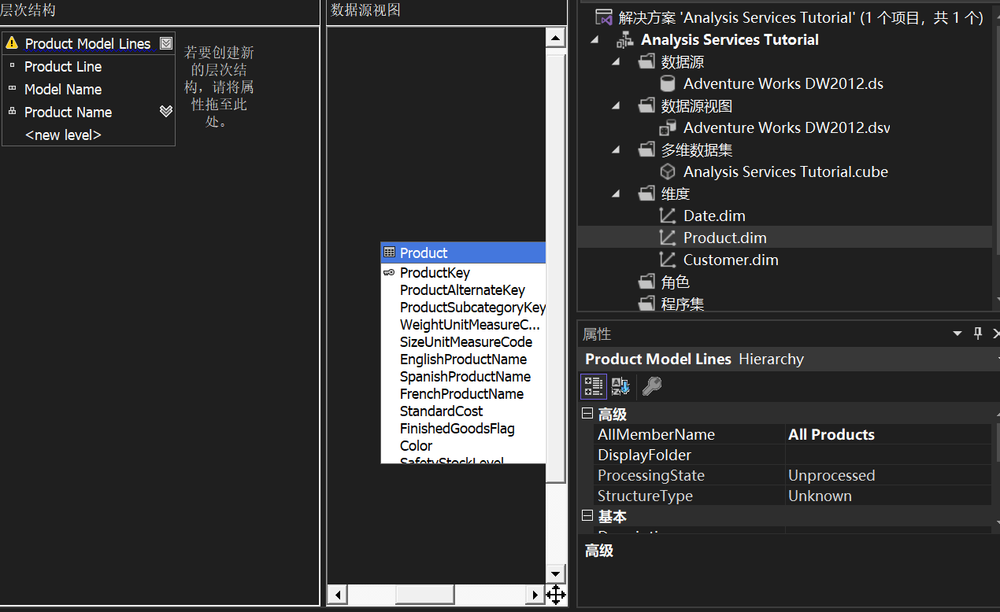 层次结构
Product Model Lines
Product Line
Model Name
Product Name
<new level>
若要创建新
的层次结
构，请将属
性拖至此
处。
数据源视图
Product
ProductKey
ProductAlternateKey
ProductSubcategoryKey
WeightUnitMeasureC...
SizeUnitMeasureCode
EnglishProductName
SpanishProductName
FrenchProductName
StandardCost
FinishedGoodsFlag
Color
SafetyStockLevel
解决方案 'Analysis Services Tutorial' (1 个项目，共 1 个)
Analysis Services Tutorial
数据源
Adventure Works DW2012.ds
数据源视图
Adventure Works DW2012.dsv
多维数据集
Analysis Services Tutorial.cube
维度
Date.dim
Product.dim
Customer.dim
角色
程序集
属性
Product Model Lines Hierarchy
高级
AllMemberName All Products
DisplayFolder
ProcessingState Unprocessed
StructureType Unknown
基本
高级